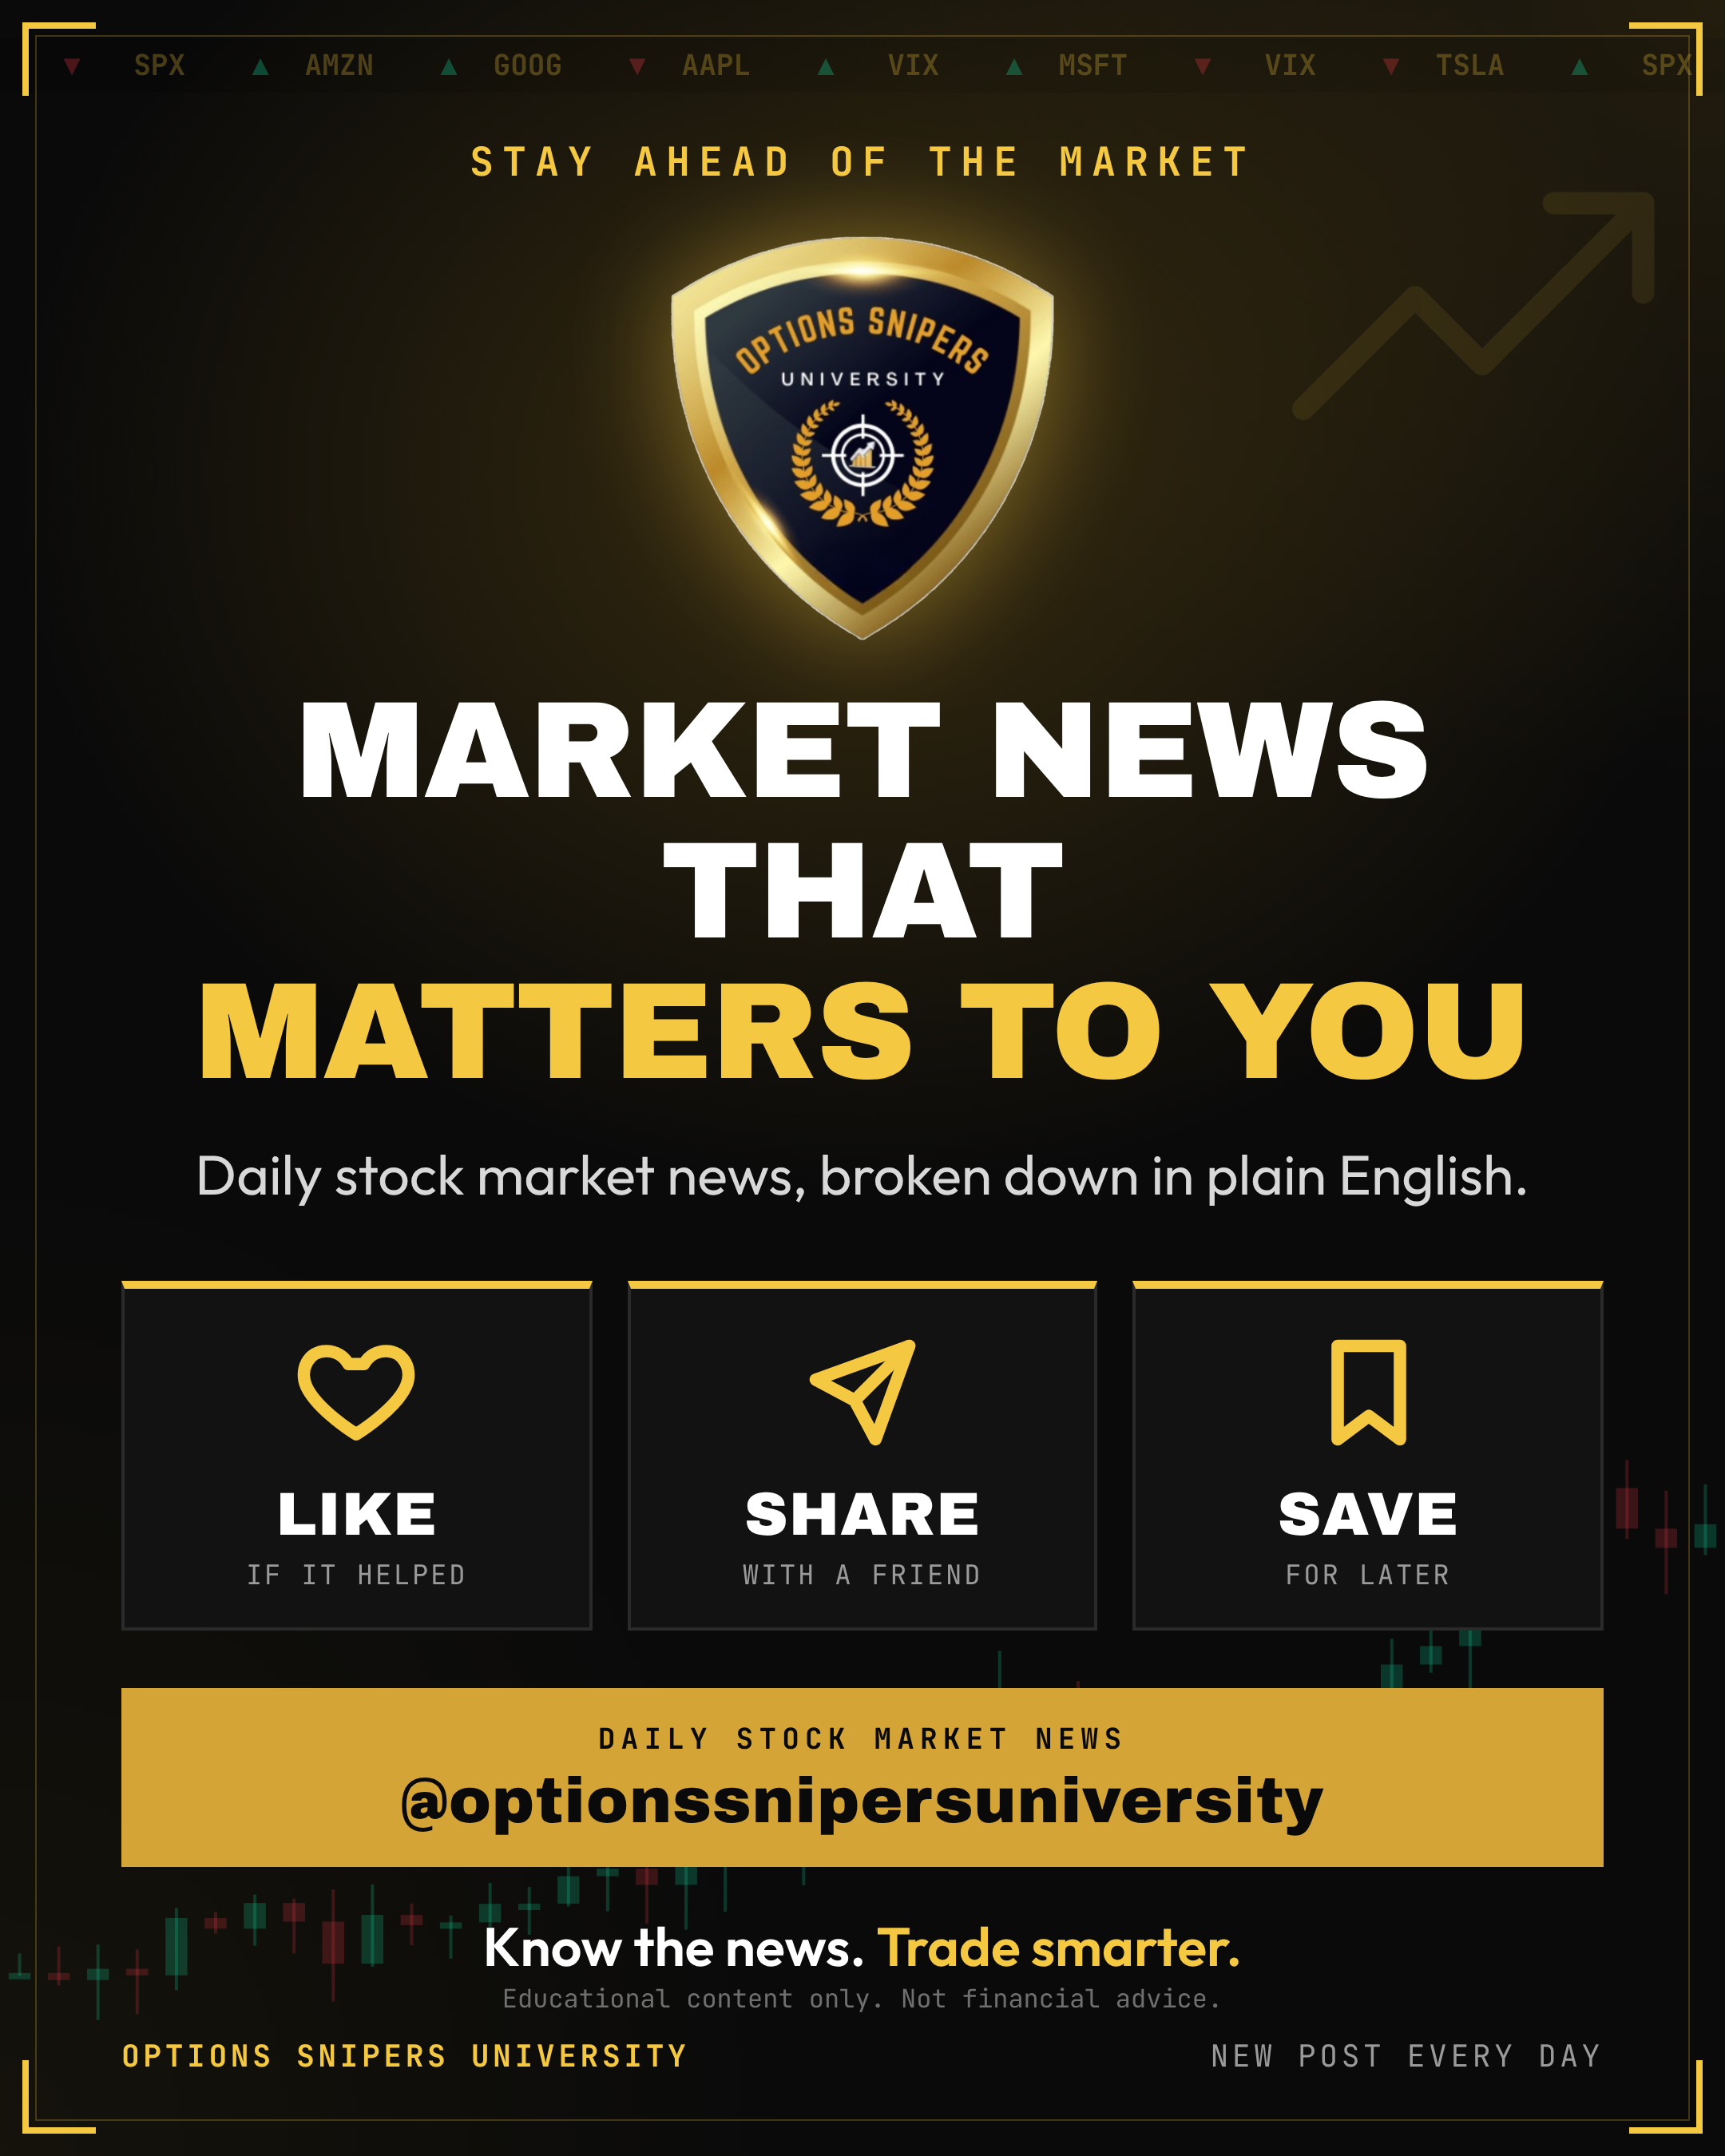 ▼ SPX ▲ AMZN ▲ GOOG ▼ AAPL ▲ VIX ▲ MSFT ▼ VIX ▼ TSLA ▲ SPX
STAY AHEAD OF THE MARKET
OPTIONS SNIPERS
UNIVERSITY
MARKET NEWS
THAT
MATTERS TO YOU
Daily stock market news, broken down in plain English.
LIKE
IF IT HELPED
SHARE
WITH A FRIEND
SAVE
FOR LATER
DAILY STOCK MARKET NEWS
@optionssnipersuniversity
Know the news. Trade smarter.
Educational content only. Not financial advice.
OPTIONS SNIPERS UNIVERSITY
NEW POST EVERY DAY